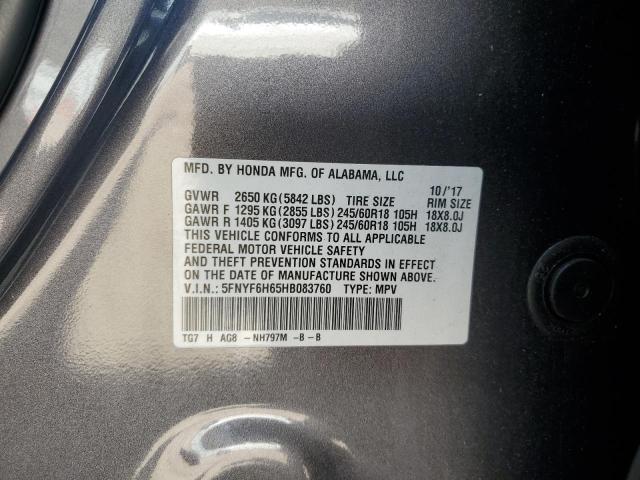 MFD. BY HONDA MFG. OF ALABAMA, LLC 10/'17
GVWR 2650 KG(5842 LBS) TIRE SIZE RIM SIZE
GAWR F 1295 KG(2855 LBS) 245/60R18 105H 18X8.0J
GAWR R 1405 KG(3097 LBS) 245/60R18 105H 18X8.0J
THIS VEHICLE CONFORMS TO ALL APPLICABLE
FEDERAL MOTOR VEHICLE SAFETY
AND THEFT PREVENTION STANDARDS IN EFFECT
ON THE DATE OF MANUFACTURE SHOWN ABOVE.
V.I.N.: 5FNYF6H65HB083760 TYPE: MPV
TG7 H AG8 -NH797M -B -B